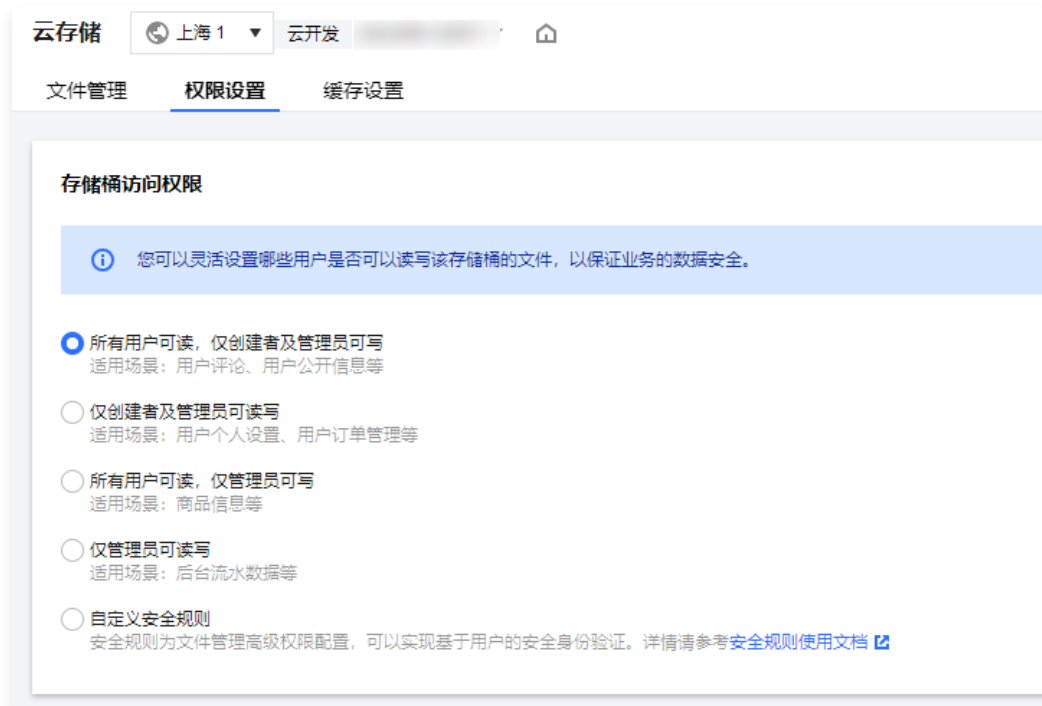 云存储 上海 1 云开发
文件管理 权限设置 缓存设置
存储桶访问权限
您可以灵活设置哪些用户是否可以读写该存储桶的文件，以保证业务的数据安全。
所有用户可读，仅创建者及管理员可写
适用场景：用户评论、用户公开信息等
仅创建者及管理员可读写
适用场景：用户个人设置、用户订单管理等
所有用户可读，仅管理员可写
适用场景：商品信息等
仅管理员可读写
适用场景：后台流水数据等
自定义安全规则
安全规则为文件管理高级权限配置，可以实现基于用户的安全身份验证。详情请参考安全规则使用文档